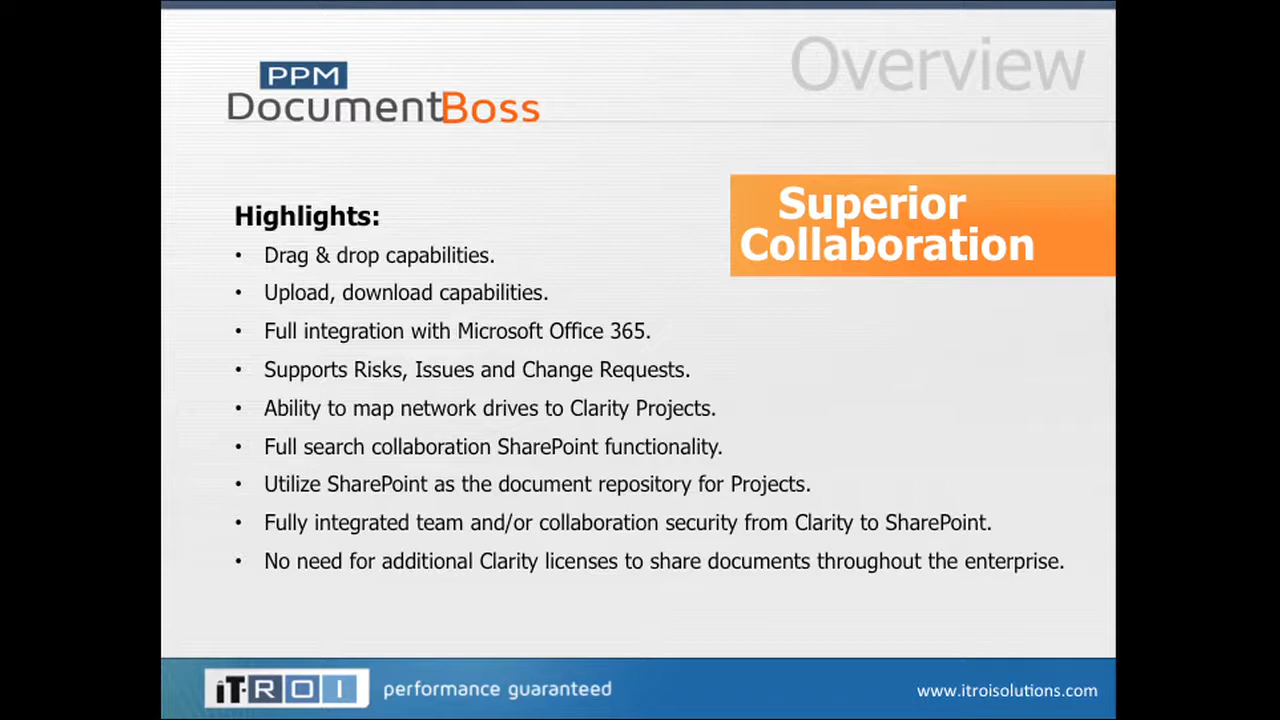 Overview
PPM
DocumentBoss
Superior
Collaboration
Highlights:
• Drag & drop capabilities.
• Upload, download capabilities.
• Full integration with Microsoft Office 365.
• Supports Risks, Issues and Change Requests.
• Ability to map network drives to Clarity Projects.
• Full search collaboration SharePoint functionality.
• Utilize SharePoint as the document repository for Projects.
• Fully integrated team and/or collaboration security from Clarity to SharePoint.
• No need for additional Clarity licenses to share documents throughout the enterprise.
iT-ROI performance guaranteed
www.itroisolutions.com